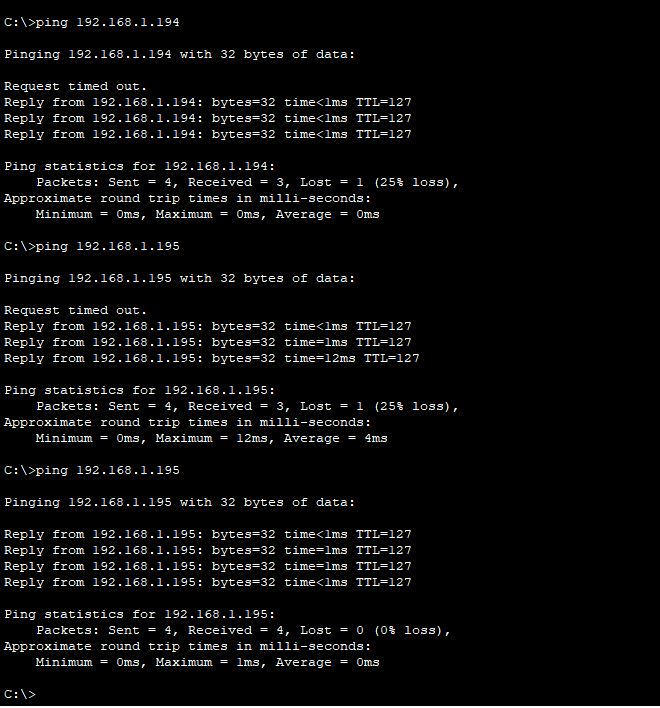 C:\>ping 192.168.1.194
Pinging 192.168.1.194 with 32 bytes of data:
Request timed out.
Reply from 192.168.1.194: bytes=32 time<1ms TTL=127
Reply from 192.168.1.194: bytes=32 time<1ms TTL=127
Reply from 192.168.1.194: bytes=32 time<1ms TTL=127
Ping statistics for 192.168.1.194:
Packets: Sent = 4, Received = 3, Lost = 1 (25% loss),
Approximate round trip times in milli-seconds:
Minimum = 0ms, Maximum = 0ms, Average = 0ms
C:\>ping 192.168.1.195
Pinging 192.168.1.195 with 32 bytes of data:
Request timed out.
Reply from 192.168.1.195: bytes=32 time<1ms TTL=127
Reply from 192.168.1.195: bytes=32 time=1ms TTL=127
Reply from 192.168.1.195: bytes=32 time=12ms TTL=127
Ping statistics for 192.168.1.195:
Packets: Sent = 4, Received = 3, Lost = 1 (25% loss),
Approximate round trip times in milli-seconds:
Minimum = 0ms, Maximum = 12ms, Average = 4ms
C:\>ping 192.168.1.195
Pinging 192.168.1.195 with 32 bytes of data:
Reply from 192.168.1.195: bytes=32 time<1ms TTL=127
Reply from 192.168.1.195: bytes=32 time=1ms TTL=127
Reply from 192.168.1.195: bytes=32 time=1ms TTL=127
Reply from 192.168.1.195: bytes=32 time<1ms TTL=127
Ping statistics for 192.168.1.195:
Packets: Sent = 4, Received = 4, Lost = 0 (0% loss),
Approximate round trip times in milli-seconds:
Minimum = 0ms, Maximum = 1ms, Average = 0ms
C:\>